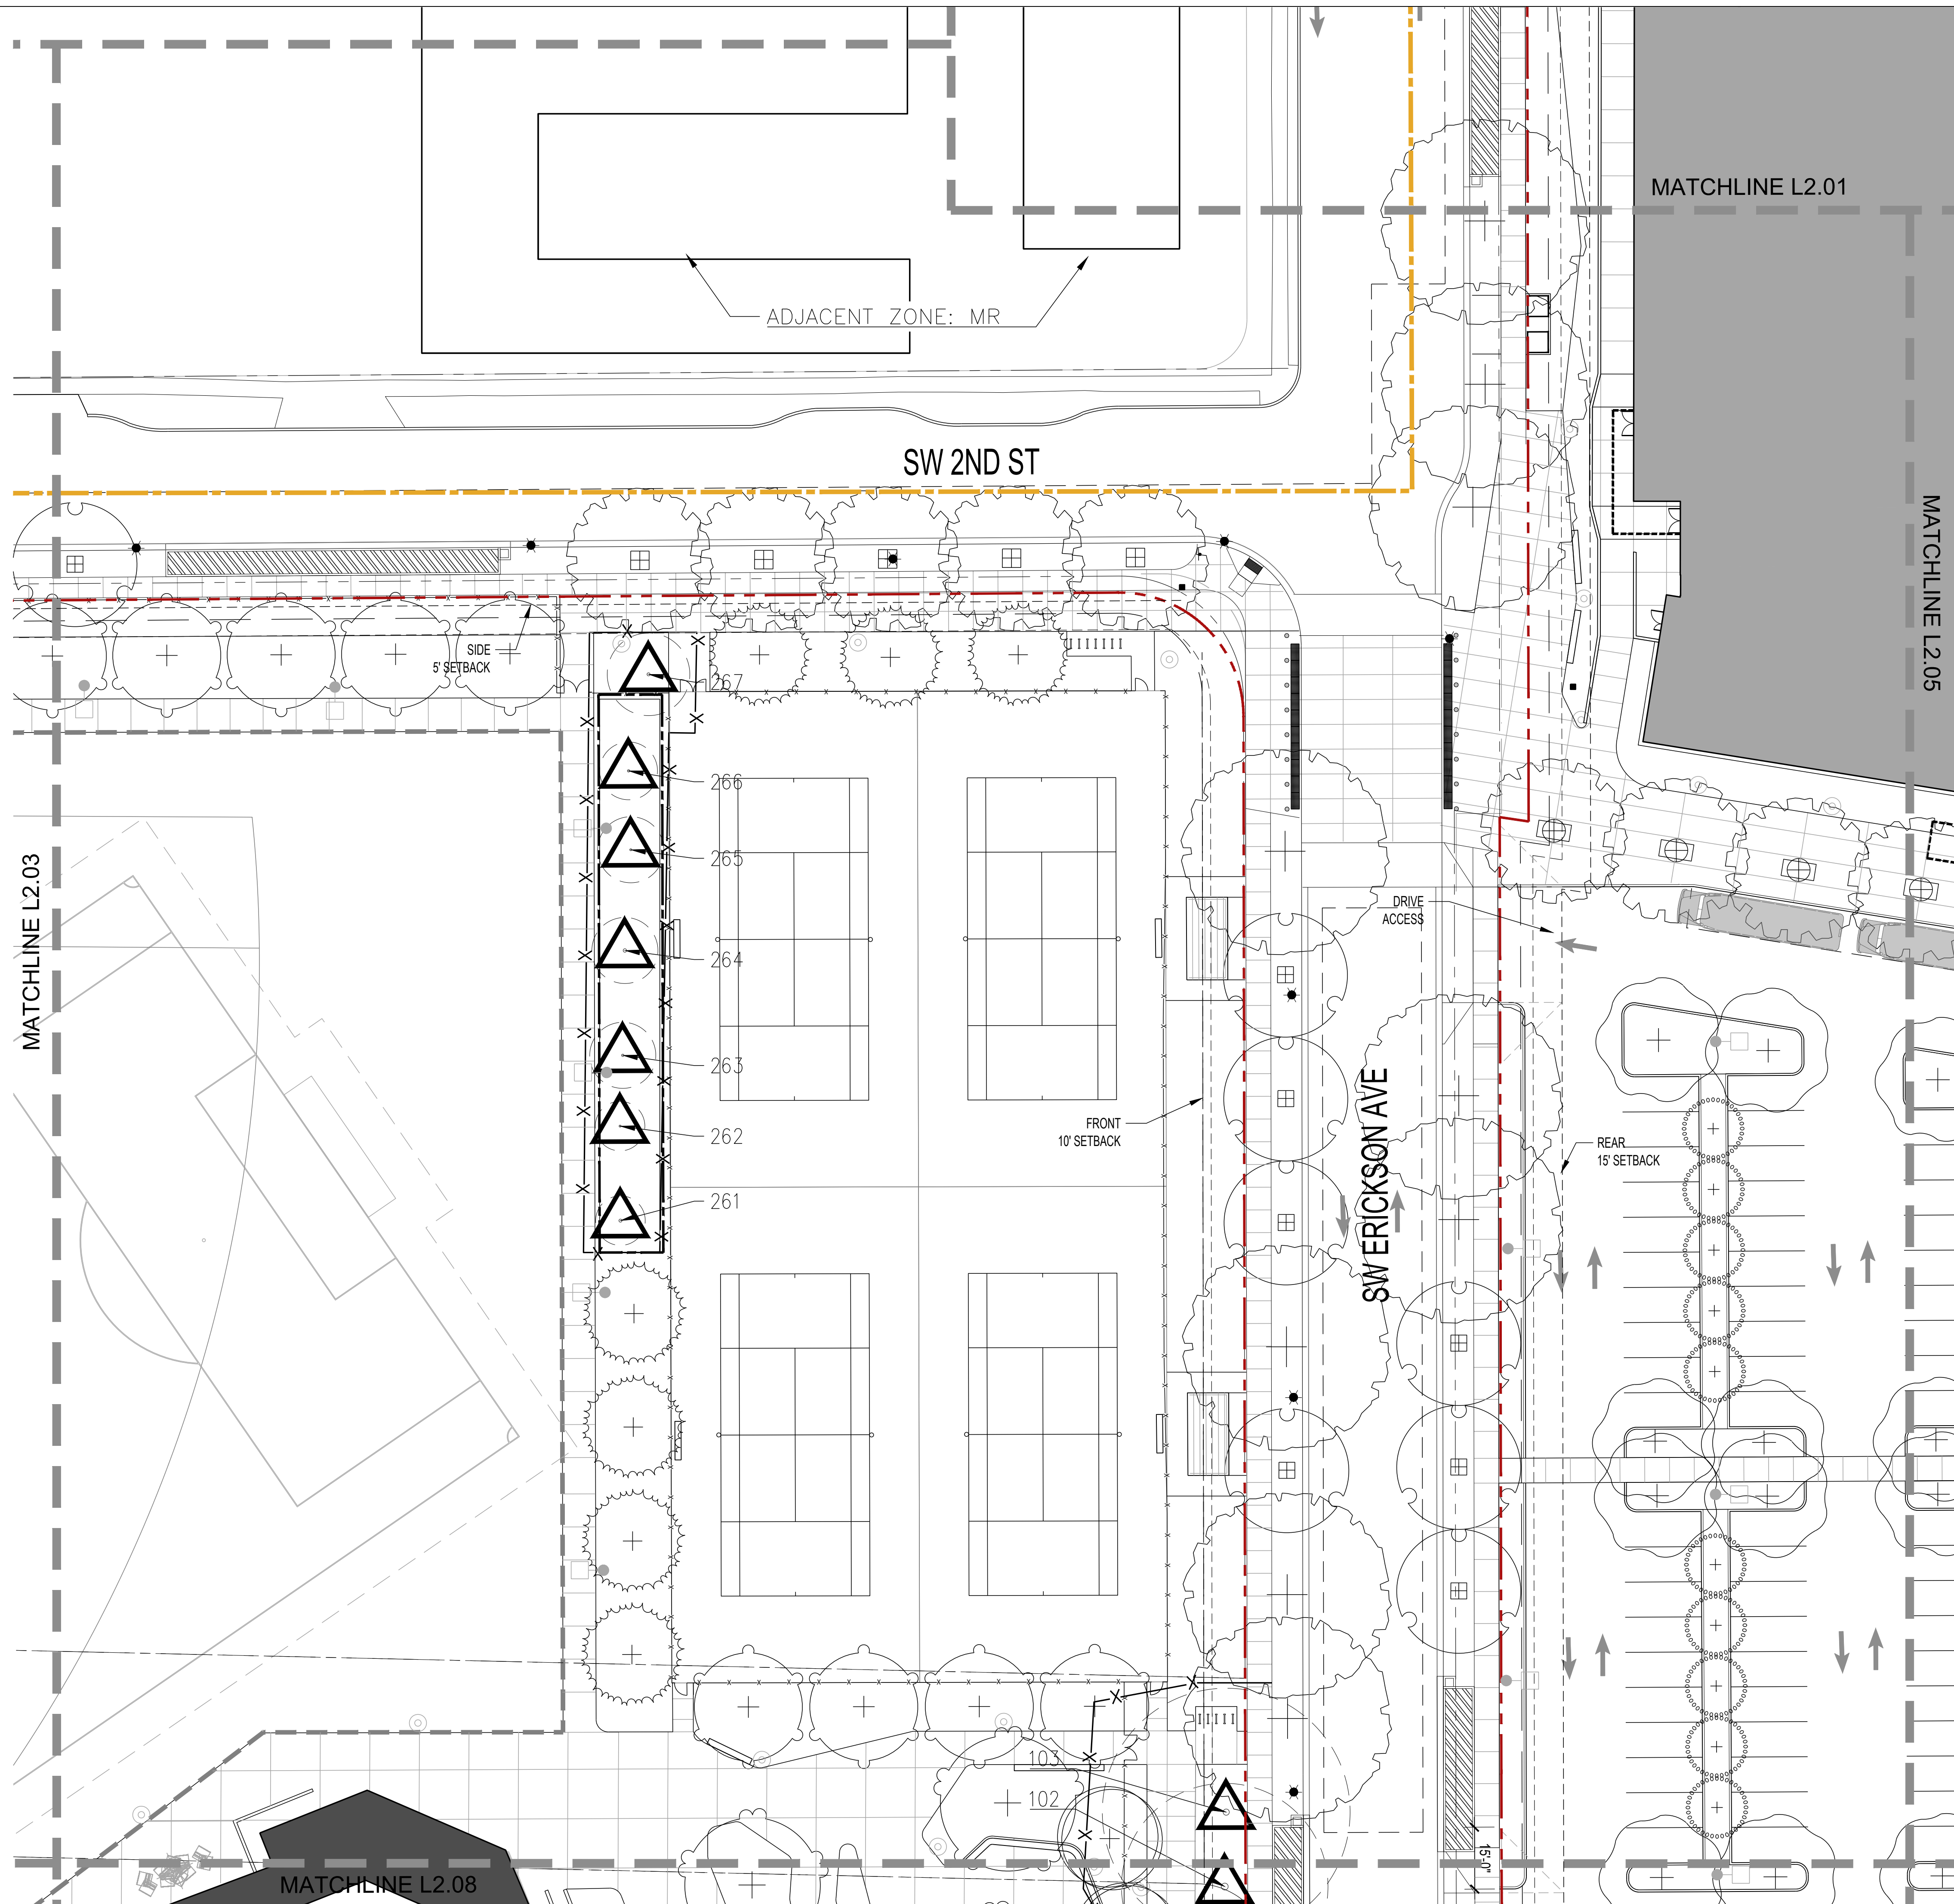 MATCHLINE L2.01
ADJACENT ZONE: MR
SW 2ND ST
MATCHLINE L2.05
SIDE
5' SETBACK
267
266
265
264
263
262
261
MATCHLINE L2.03
DRIVE
ACCESS
FRONT
10' SETBACK
SW ERICKSON AVE
REAR
15' SETBACK
103
102
15'-0"
MATCHLINE L2.08